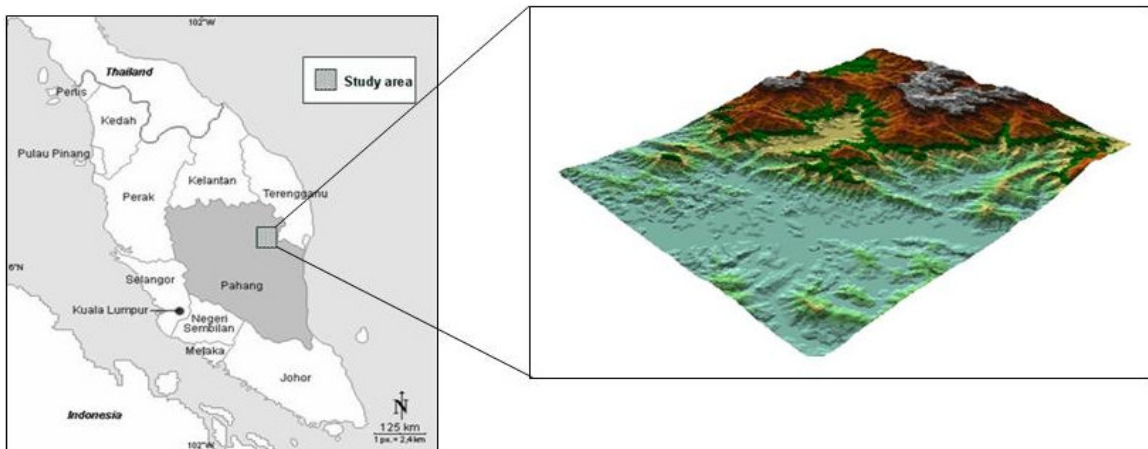 102°W
Thailand
Study area
Perlis
Kedah
Pulau Pinang
Kelantan
Perak
Terengganu
6°N
Selangor
Pahang
Kuala Lumpur
Negeri
Sembilan
Melaka
Johor
N
Indonesia
125 km
1 px. = 2,4 km
102°W